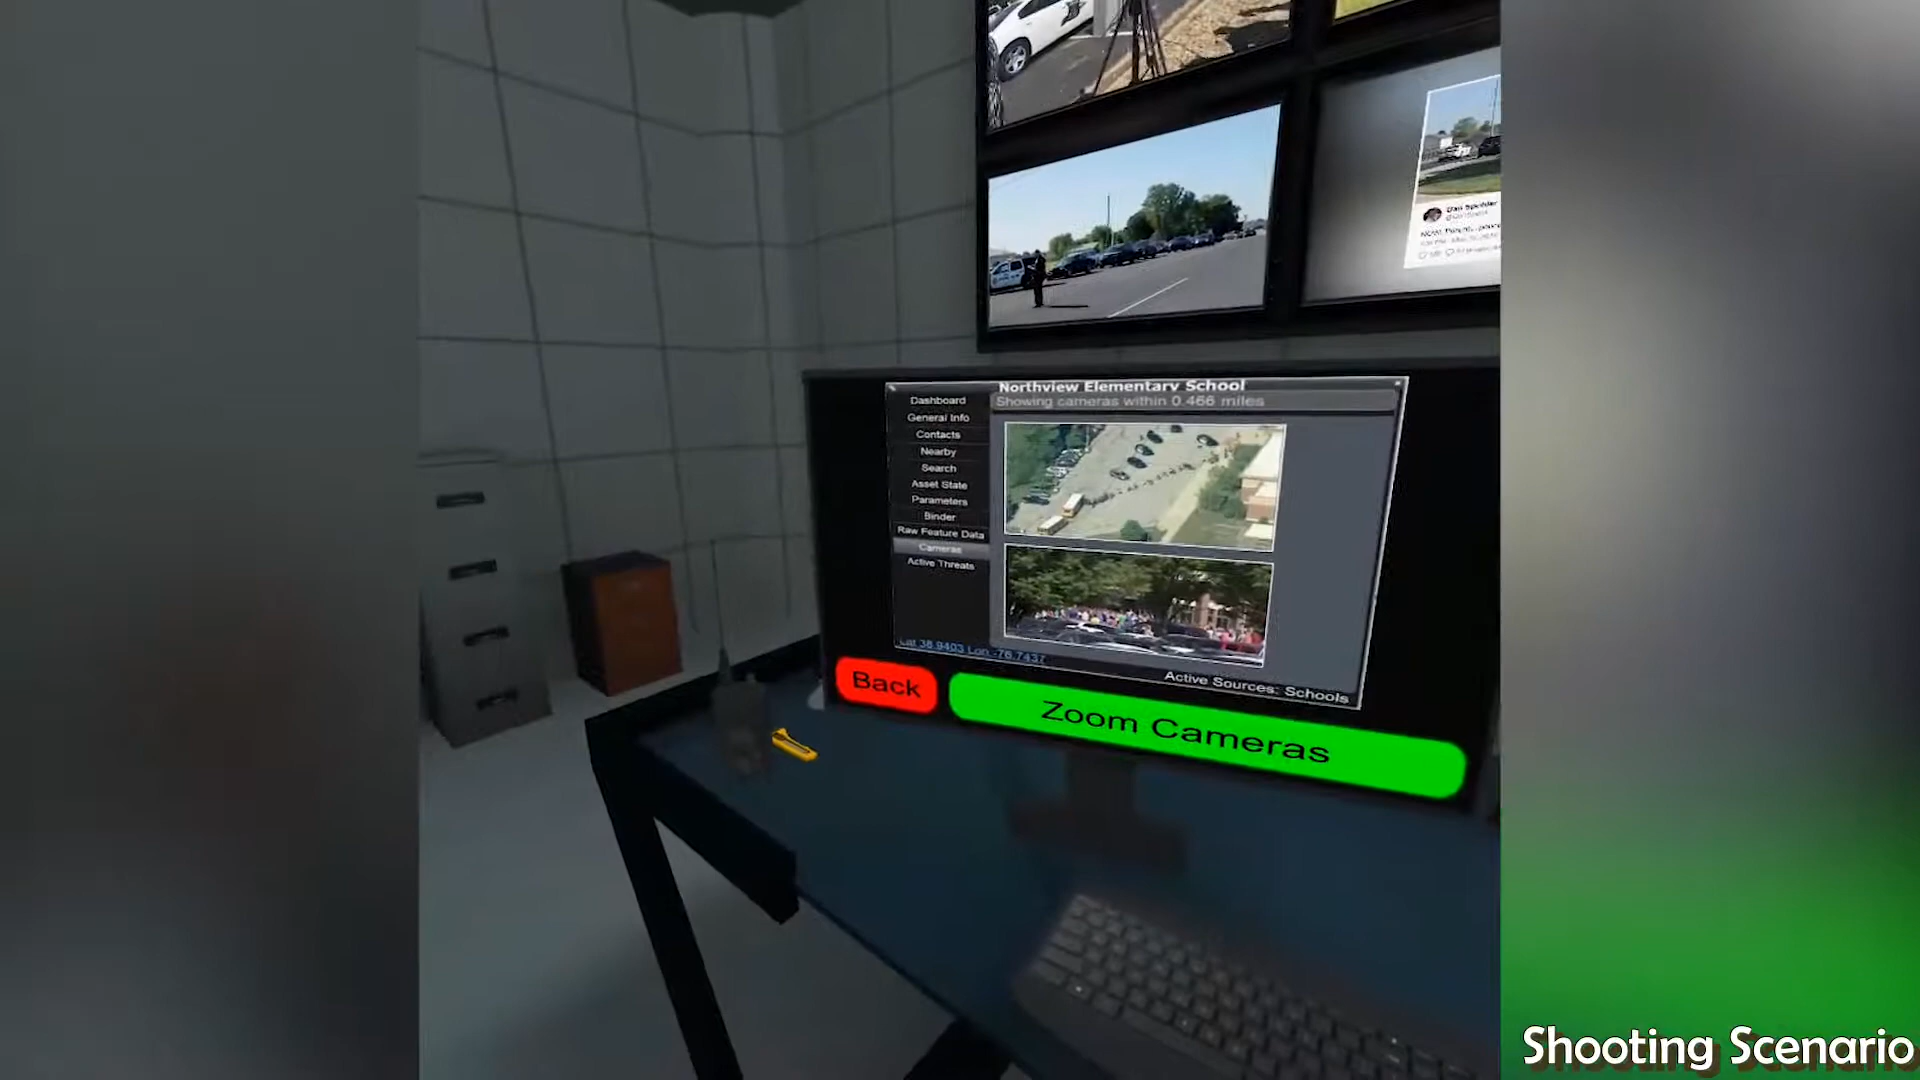 Northview Elementary School
Showing cameras within 0.466 miles
Dashboard
General Info
Contacts
Nearby
Search
Asset State
Parameters
Binder
Raw Feature Data
Cameras
Active Threats
Lat 38.9403 Lon -76.7437
Active Sources: Schools
Back
Zoom Cameras
Shooting Scenario